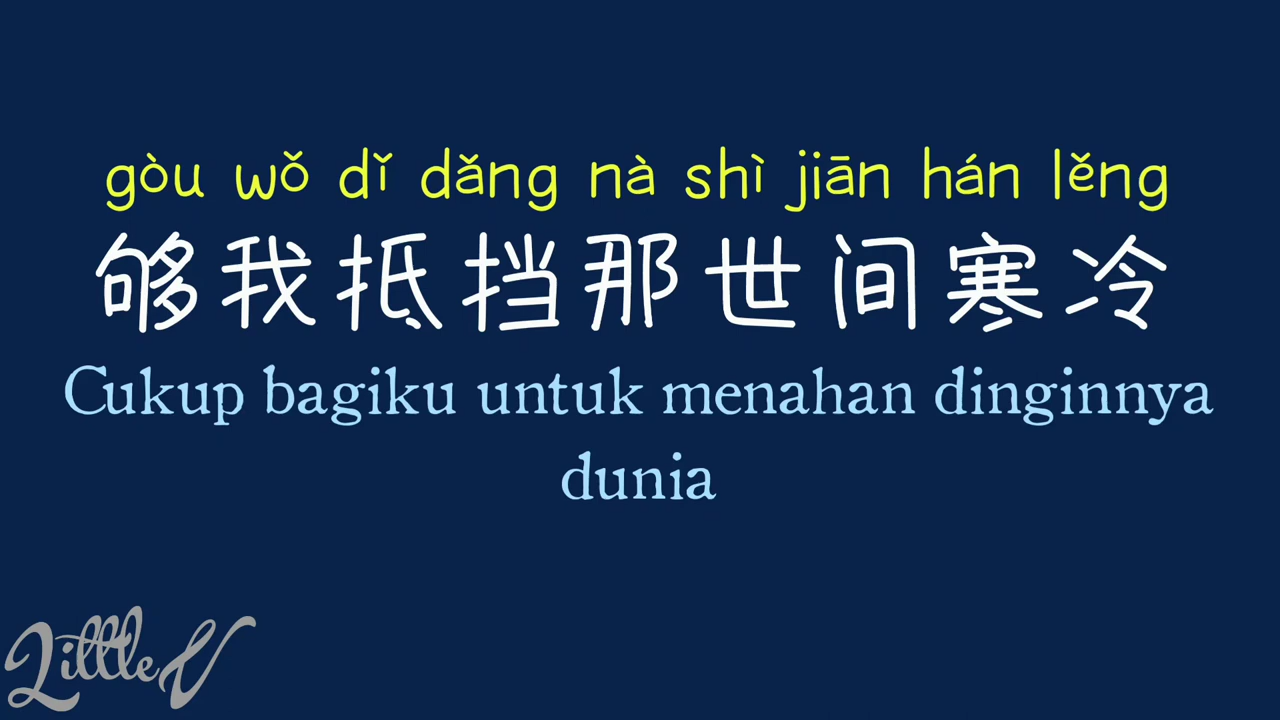 gòu wǒ dǐ dǎng nà shì jiān hán lěng
够我抵挡那世间寒冷
Cukup bagiku untuk menahan dinginnya
dunia
Little V